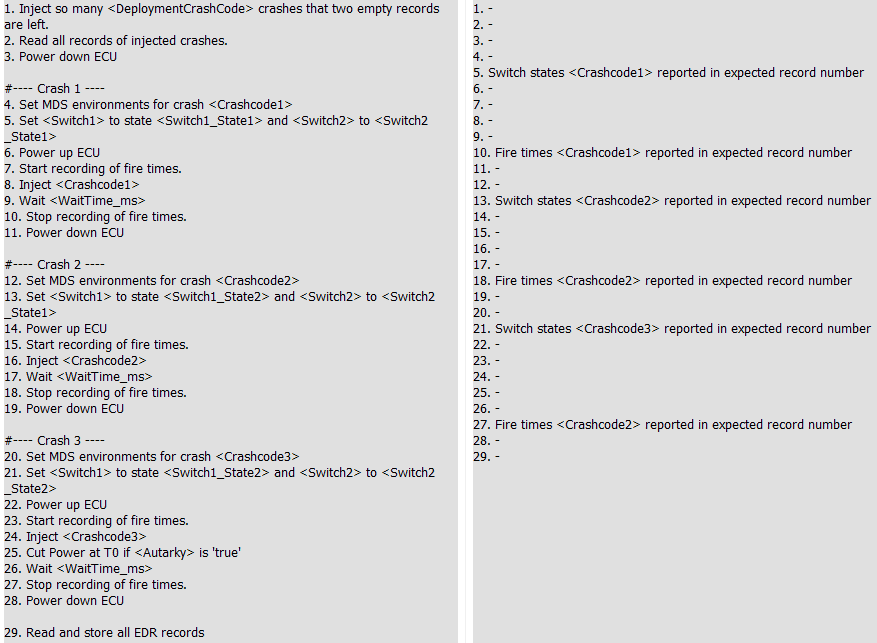 1. Inject so many <DeploymentCrashCode> crashes that two empty records
are left.
2. Read all records of injected crashes.
3. Power down ECU
#---- Crash 1 ----
4. Set MDS environments for crash <Crashcode1>
5. Set <Switch1> to state <Switch1_State1> and <Switch2> to <Switch2
_State1>
6. Power up ECU
7. Start recording of fire times.
8. Inject <Crashcode1>
9. Wait <WaitTime_ms>
10. Stop recording of fire times.
11. Power down ECU
#---- Crash 2 ----
12. Set MDS environments for crash <Crashcode2>
13. Set <Switch1> to state <Switch1_State2> and <Switch2> to <Switch2
_State1>
14. Power up ECU
15. Start recording of fire times.
16. Inject <Crashcode2>
17. Wait <WaitTime_ms>
18. Stop recording of fire times.
19. Power down ECU
#---- Crash 3 ----
20. Set MDS environments for crash <Crashcode3>
21. Set <Switch1> to state <Switch1_State2> and <Switch2> to <Switch2
_State2>
22. Power up ECU
23. Start recording of fire times.
24. Inject <Crashcode3>
25. Cut Power at T0 if <Autarky> is 'true'
26. Wait <WaitTime_ms>
27. Stop recording of fire times.
28. Power down ECU
29. Read and store all EDR records
1. -
2. -
3. -
4. -
5. Switch states <Crashcode1> reported in expected record number
6. -
7. -
8. -
9. -
10. Fire times <Crashcode1> reported in expected record number
11. -
12. -
13. Switch states <Crashcode2> reported in expected record number
14. -
15. -
16. -
17. -
18. Fire times <Crashcode2> reported in expected record number
19. -
20. -
21. Switch states <Crashcode3> reported in expected record number
22. -
23. -
24. -
25. -
26. -
27. Fire times <Crashcode2> reported in expected record number
28. -
29. -